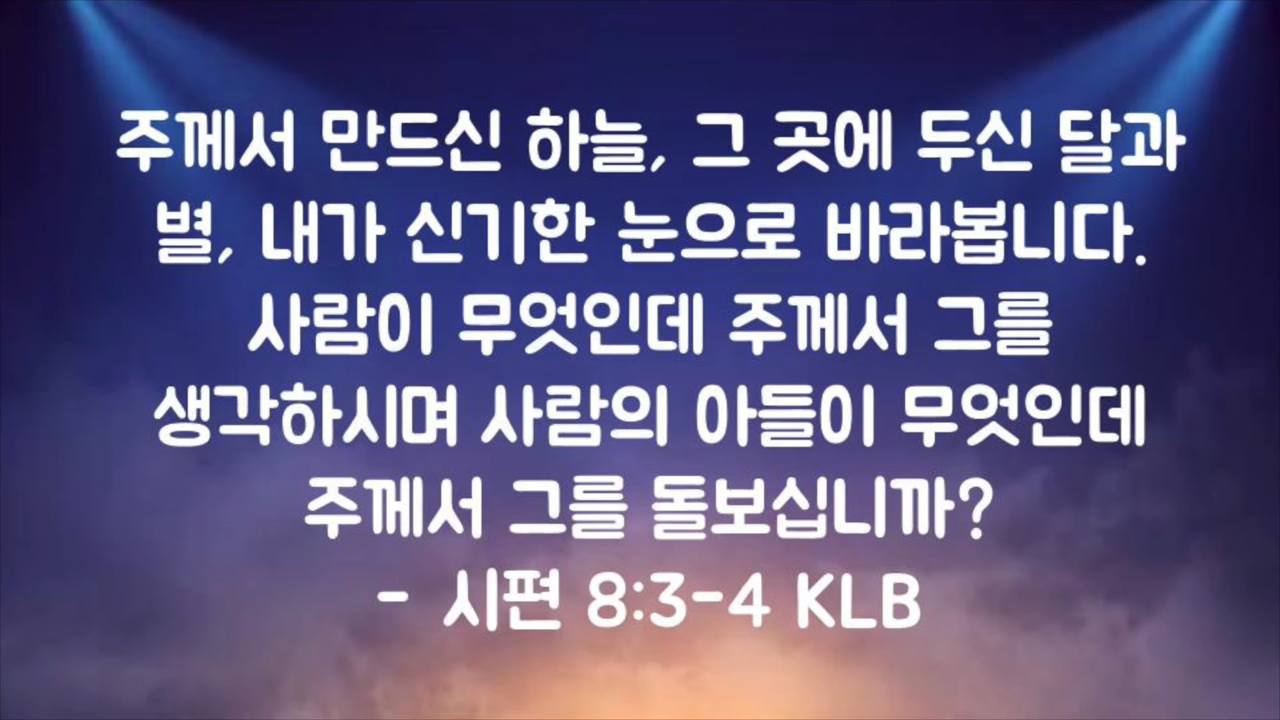 주께서 만드신 하늘, 그 곳에 두신 달과
별, 내가 신기한 눈으로 바라봅니다.
사람이 무엇인데 주께서 그를
생각하시며 사람의 아들이 무엇인데
주께서 그를 돌보십니까?
- 시편 8:3-4 KLB